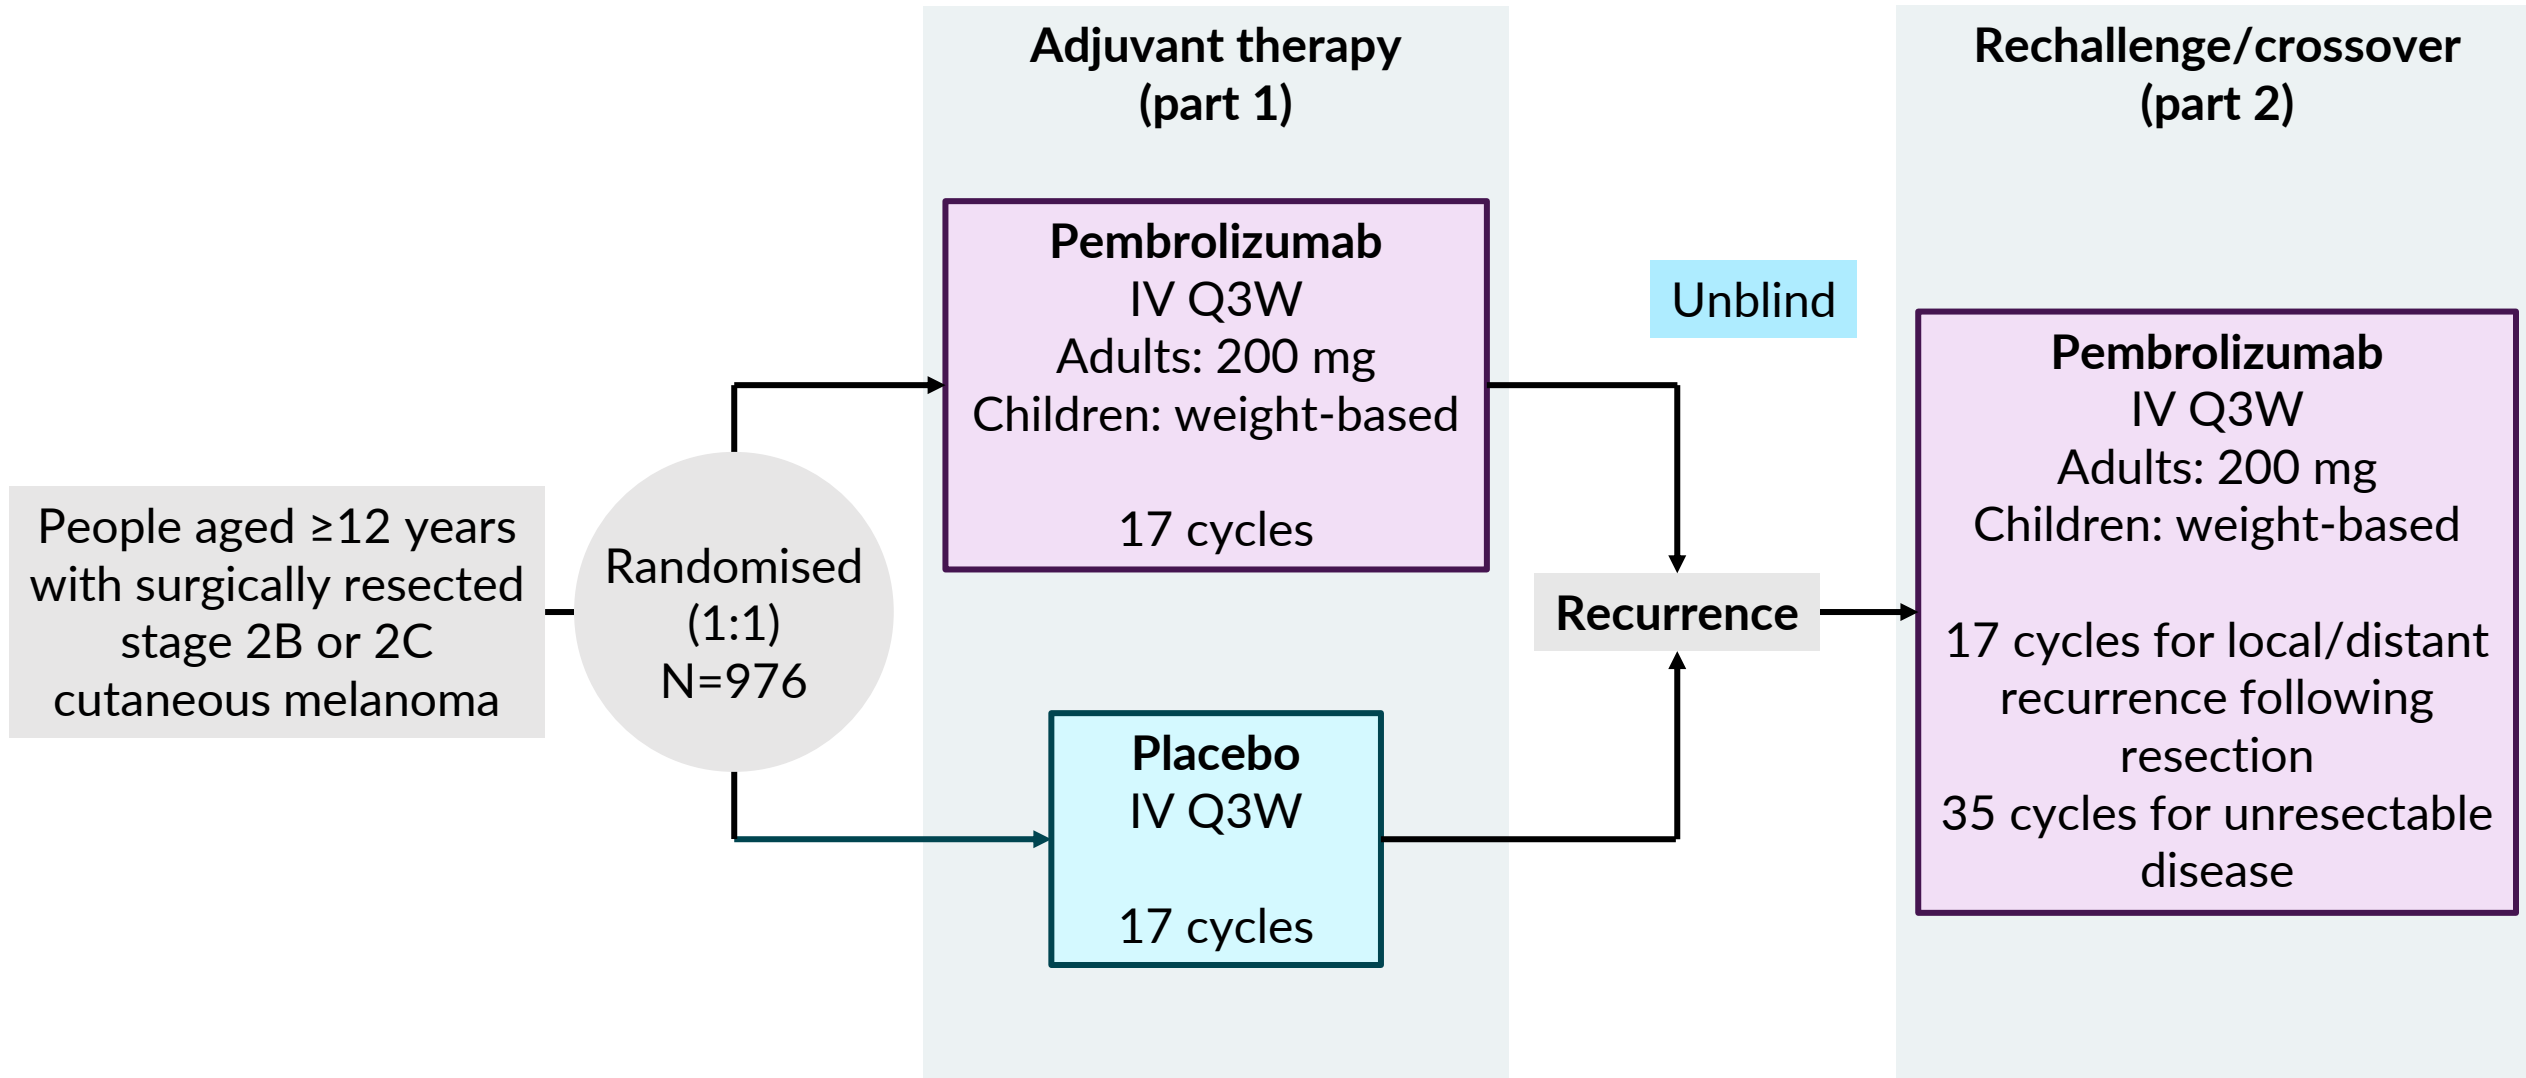 Adjuvant therapy
(part 1)
Rechallenge/crossover
(part 2)
People aged ≥12 years
with surgically resected
stage 2B or 2C
cutaneous melanoma
Randomised
(1:1)
N=976
Pembrolizumab
IV Q3W
Adults: 200 mg
Children: weight-based
17 cycles
Placebo
IV Q3W
17 cycles
Unblind
Recurrence
Pembrolizumab
IV Q3W
Adults: 200 mg
Children: weight-based
17 cycles for local/distant
recurrence following
resection
35 cycles for unresectable
disease